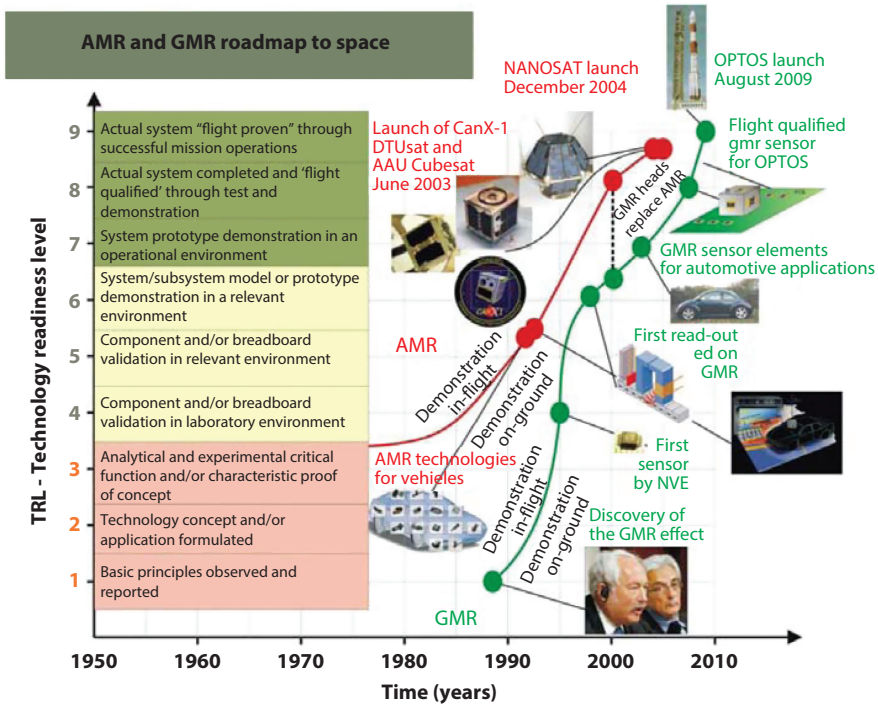 AMR and GMR roadmap to space
TRL - Technology readiness level
9
8
7
6
5
4
3
2
1
Actual system "flight proven" through
successful mission operations
Actual system completed and 'flight
qualified' through test and
demonstration
System prototype demonstration in an
operational environment
System/subsystem model or prototype
demonstration in a relevant
environment
Component and/or breadboard
validation in relevant environment
Component and/or breadboard
validation in laboratory environment
Analytical and experimental critical
function and/or characteristic proof
of concept
Technology concept and/or
application formulated
Basic principles observed and
reported
Launch of CanX-1
DTUsat and
AAU Cubesat
June 2003
NANOSAT launch
December 2004
OPTOS launch
August 2009
Flight qualified
gmr sensor
for OPTOS
GMR heads
replace AMR
GMR sensor elements
for automotive applications
First read-out
ed on
GMR
AMR
Demonstration
in-flight
Demonstration
on-ground
AMR technologies
for vehieles
First
sensor
by NVE
Demonstration
in-flight
Demonstration
on-ground
Discovery of
the GMR effect
GMR
1950
1960
1970
1980
1990
2000
2010
Time (years)